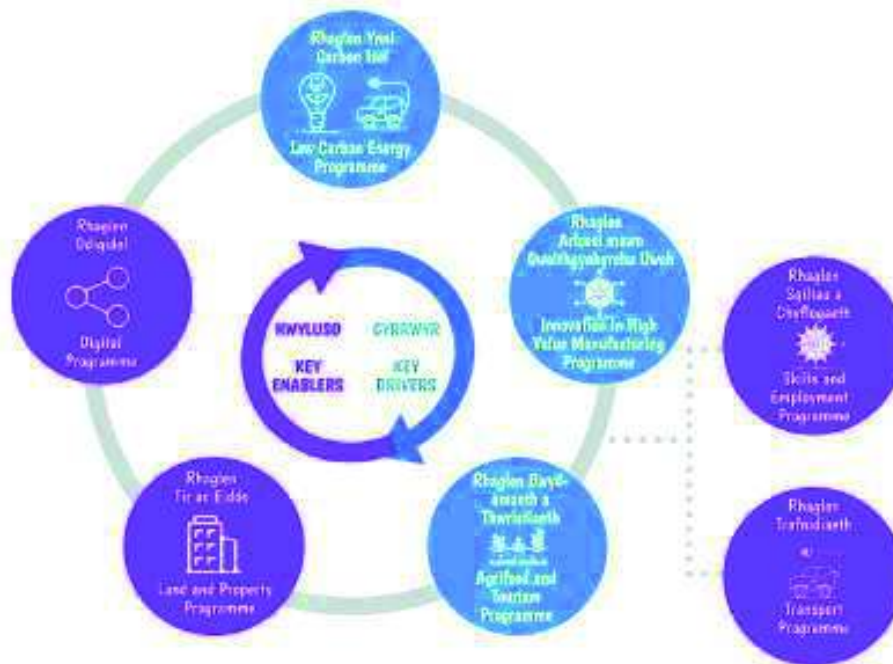 Rhaglen Ynni
Carbon Isel
Low Carbon Energy
Programme
Rhaglen
Ddigidol
Digital
Programme
Rhaglen
Arloesi mewn
Gweithgynhyrchu Uwch
Innovation in High
Value Manufacturing
Programme
HWYLUSO
KEY
ENABLERS
GYRRWYR
KEY
DRIVERS
Rhaglen
Sgiliau a
Chyflogaeth
Skills and
Employment
Programme
Rhaglen
Tir ac Eiddo
Land and Property
Programme
Rhaglen Bwyd-
amaeth a
Thwristiaeth
Agrifood and
Tourism
Programme
Rhaglen
Trafnidiaeth
Transport
Programme